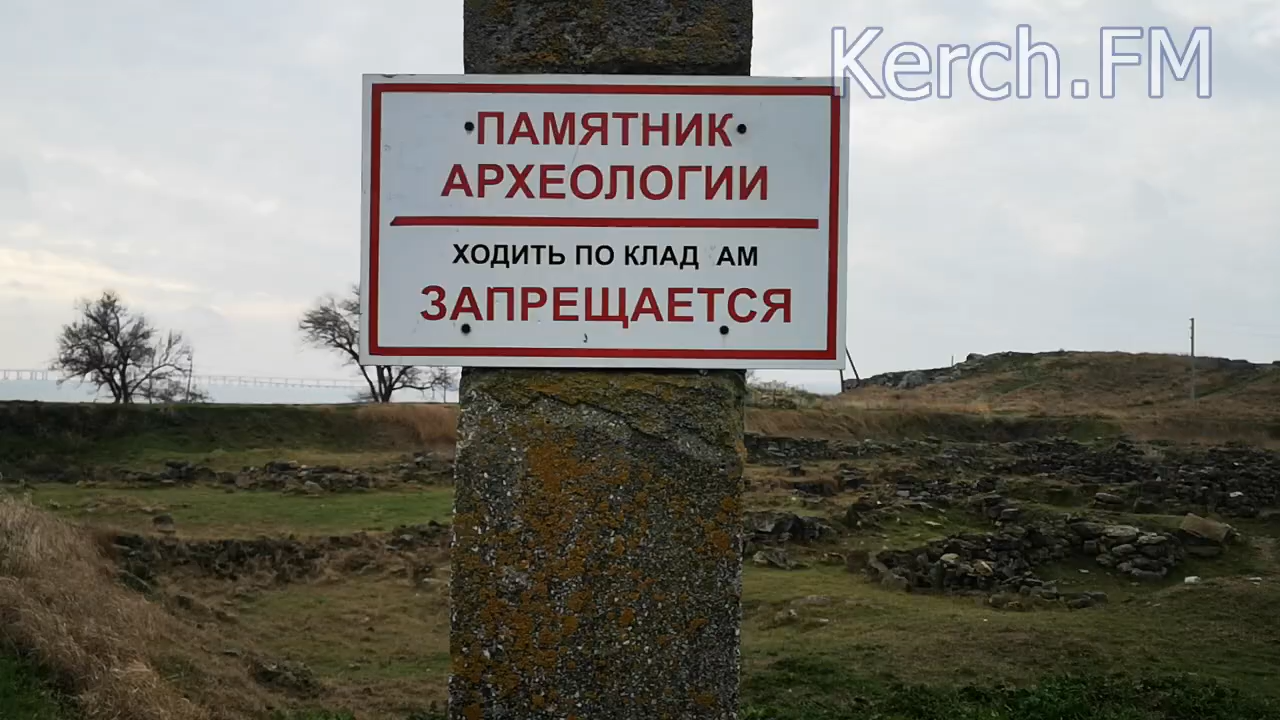 Kerch.FM
ПАМЯТНИК
АРХЕОЛОГИИ
ХОДИТЬ ПО КЛАД АМ
ЗАПРЕЩАЕТСЯ